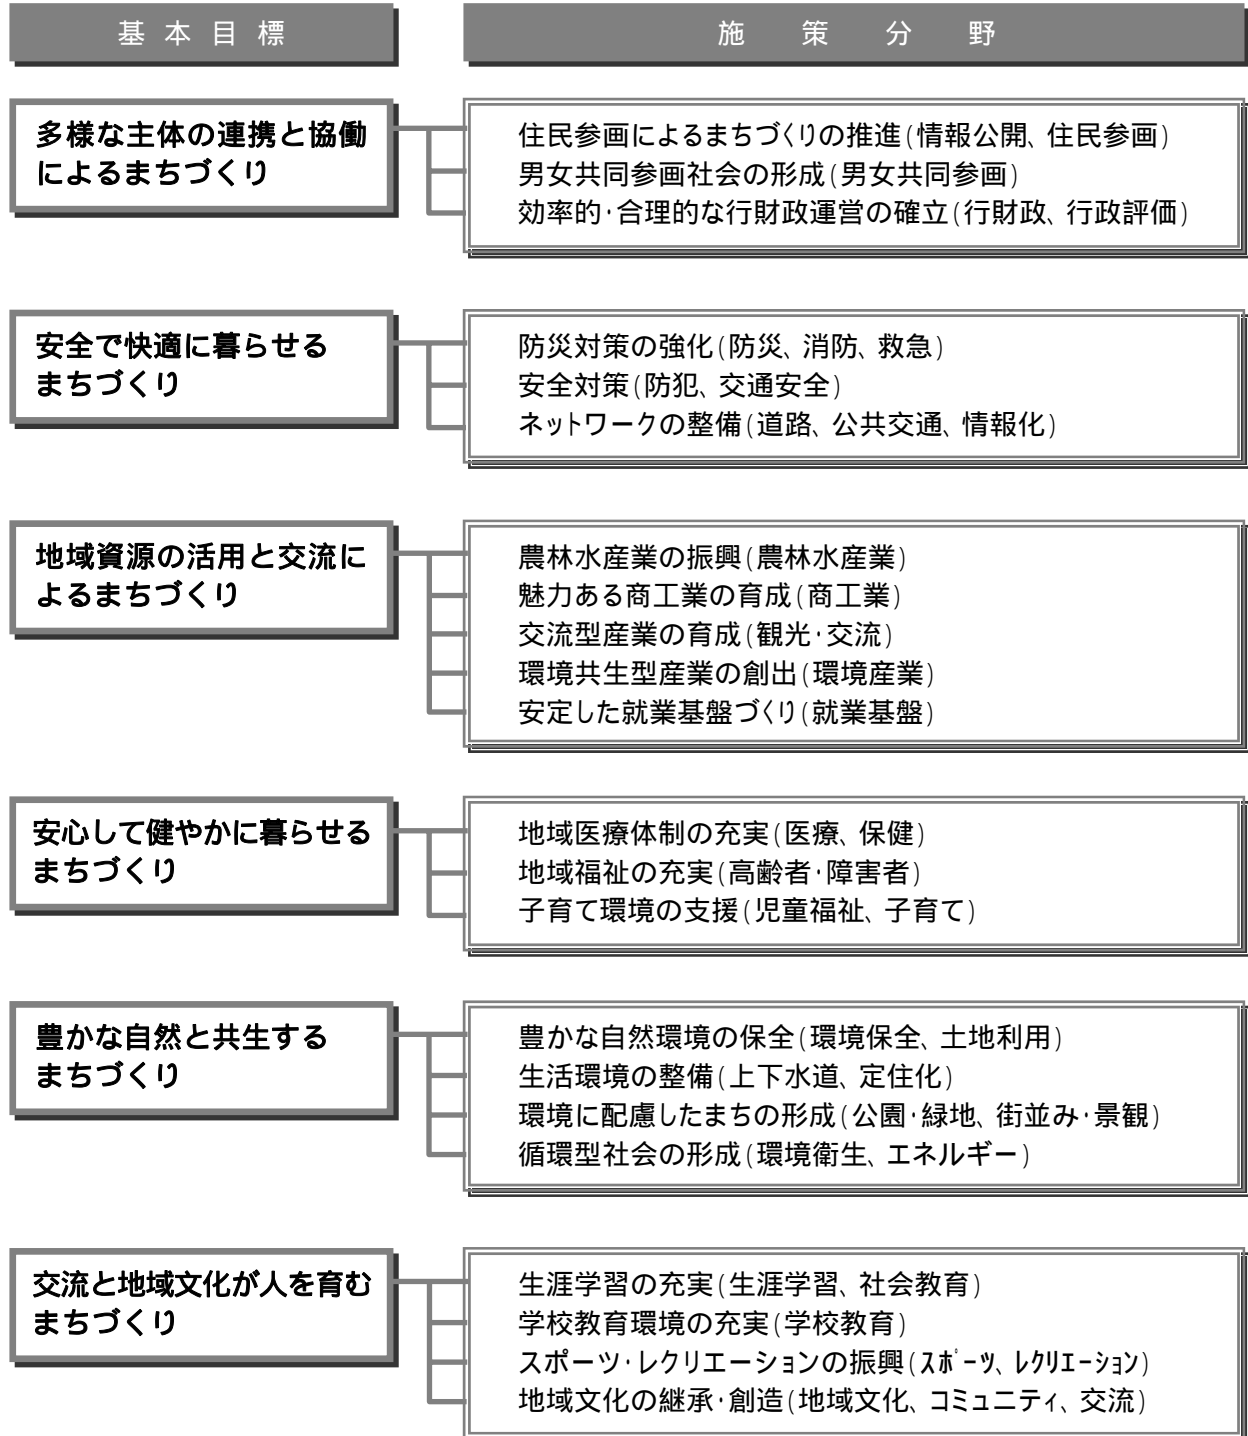 基本目標
施策分野
多様な主体の連携と協働
によるまちづくり
住民参画によるまちづくりの推進(情報公開、住民参画)
男女共同参画社会の形成(男女共同参画)
効率的・合理的な行財政運営の確立(行財政、行政評価)
安全で快適に暮らせる
まちづくり
防災対策の強化(防災、消防、救急)
安全対策(防犯、交通安全)
ネットワークの整備(道路、公共交通、情報化)
地域資源の活用と交流に
よるまちづくり
農林水産業の振興(農林水産業)
魅力ある商工業の育成(商工業)
交流型産業の育成(観光・交流)
環境共生型産業の創出(環境産業)
安定した就業基盤づくり(就業基盤)
安心して健やかに暮らせる
まちづくり
地域医療体制の充実(医療、保健)
地域福祉の充実(高齢者・障害者)
子育て環境の支援(児童福祉、子育て)
豊かな自然と共生する
まちづくり
豊かな自然環境の保全(環境保全、土地利用)
生活環境の整備(上下水道、定住化)
環境に配慮したまちの形成(公園・緑地、街並み・景観)
循環型社会の形成(環境衛生、エネルギー)
交流と地域文化が人を育む
まちづくり
生涯学習の充実(生涯学習、社会教育)
学校教育環境の充実(学校教育)
スポーツ・レクリエーションの振興(ｽﾎﾟｰﾂ、ﾚｸﾘｴｰｼｮﾝ)
地域文化の継承・創造(地域文化、コミュニティ、交流)